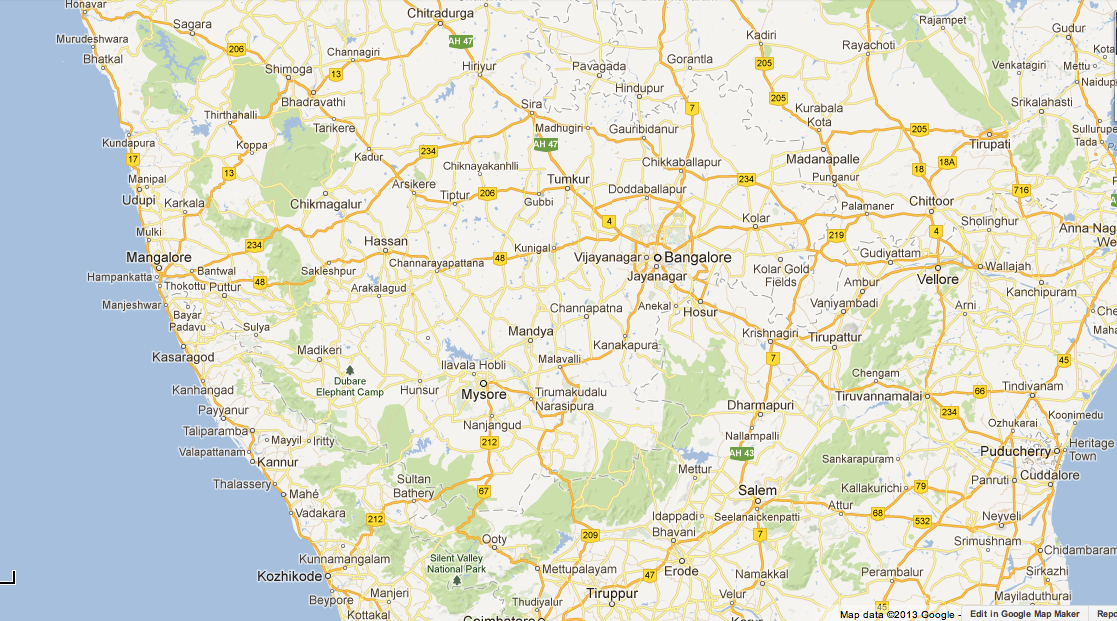 Honavar
Chitradurga
Rajampet
Gudur
Sagara
Kadiri
Rayachoti
Murudeshwara
AH 47
206
Channagiri
Gorantla
Bhatkal
205
Venkatagiri
Mettu
Shimoga
13
Hiriyur
Pavagada
Naidup
Hindupur
205
Bhadravathi
Sira
7
Kurabala
Kota
Srikalahasti
Thirthahalli
Tarikere
Madhugiri
Gauribidanur
205
Sullurupe
Tada
Kundapura
Koppa
AH 47
Tirupati
17
Kadur
234
Chikkaballapur
Madanapalle
18A
13
Chiknayakanhlli
18
Manipal
Arsikere
Tumkur
234
Punganur
Udupi
Tiptur
206
Doddaballapur
716
Karkala
Chikmagalur
Gubbi
Palamaner
Chittoor
Mulki
4
Kolar
Sholinghur
234
Hassan
Kunigal
219
4
Anna Nag
We
Mangalore
48
Vijayanagar
Bangalore
Gudiyattam
Hampankatta
Bantwal
Sakleshpur
Channarayapattana
Jayanagar
Kolar Gold
Fields
Wallajah
Thokottu
Puttur
48
Arakalagud
Ambur
Vellore
Kanchipuram
Manjeshwar
Bayar
Padavu
Channapatna
Anekal
Hosur
Vaniyambadi
Arni
Che
Sulya
Mandya
Krishnagiri
Tirupattur
Maha
Kasaragod
Madikeri
Kanakapura
7
45
Ilavala Hobli
Malavalli
Chengam
Dubare
Elephant Camp
Kanhangad
Hunsur
Mysore
Tirumakudalu
Narasipura
Tiruvannamalai
66
Tindivanam
Payyanur
Dharmapuri
234
Koonimedu
Nanjangud
Ozhukarai
Taliparamba
Mayyil
Iritty
212
Nallampalli
Heritage
Town
Valapattanam
Kannur
AH 43
Sankarapuram
Puducherry
Mettur
Thalassery
Sultan
Bathery
67
Salem
Kallakurichi
79
Panruti
Cuddalore
Mahé
Attur
Vadakara
212
Idappadi
Seelanaickenpatti
68
532
Neyveli
Bhavani
209
7
Ooty
Srimushnam
Chidambaram
Kunnamangalam
Silent Valley
National Park
Kozhikode
Mettupalayam
47
Erode
Namakkal
Perambalur
Sirkazhi
Beypore
Manjeri
Thudiyalur
Tiruppur
Velur
Mayiladuthurai
Kottakal
Coimbatore
Karur
45
Map data ©2013 Google -
Edit in Google Map Maker
Repo